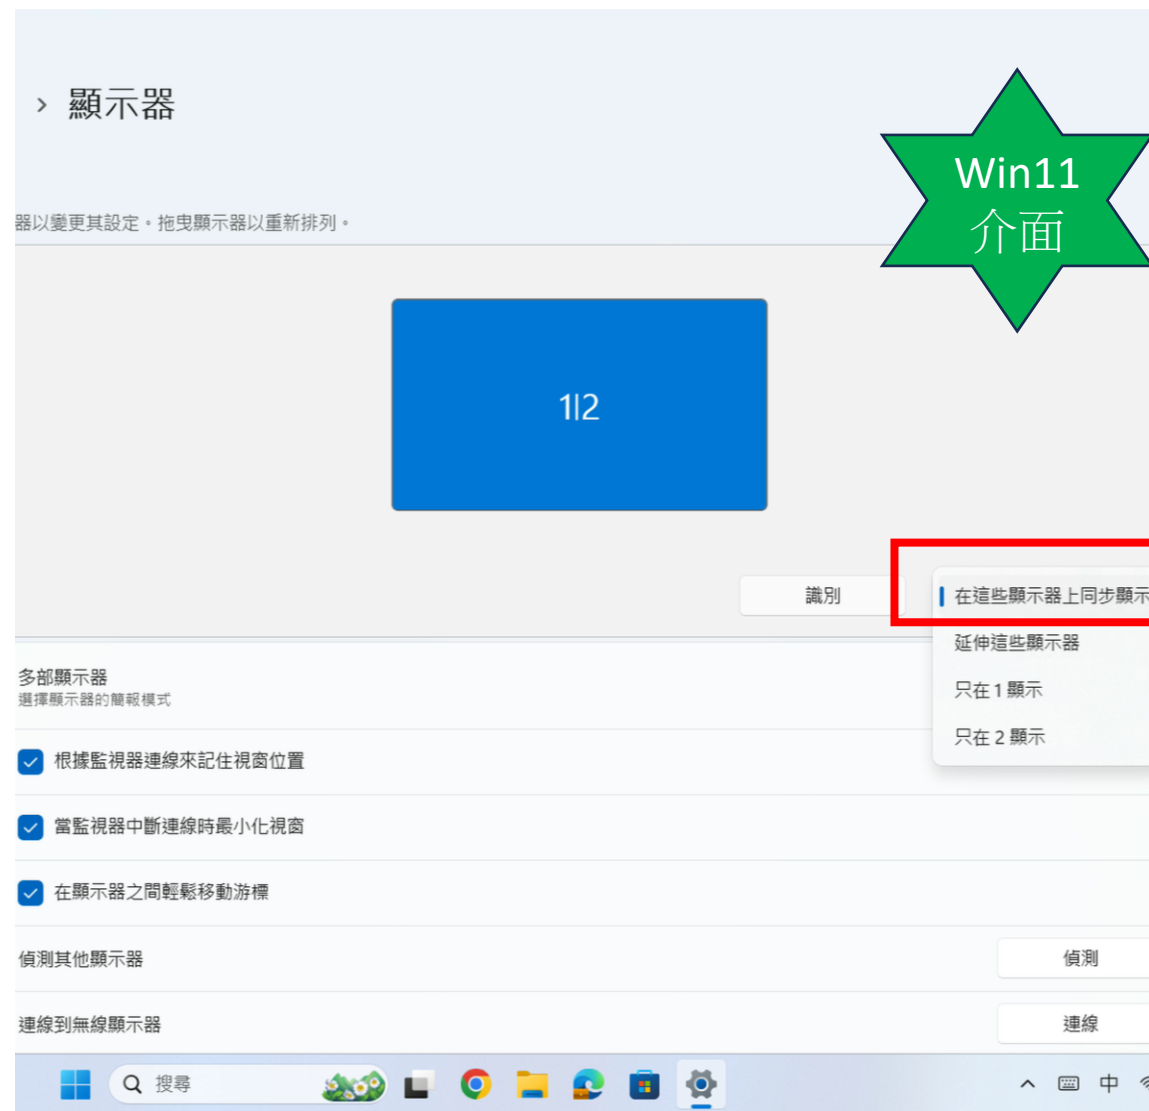 › 顯示器
Win11
介面
器以變更其設定。拖曳顯示器以重新排列。
1|2
識別
在這些顯示器上同步顯示
延伸這些顯示器
只在 1 顯示
只在 2 顯示
多部顯示器
選擇顯示器的簡報模式
根據監視器連線來記住視窗位置
當監視器中斷連線時最小化視窗
在顯示器之間輕鬆移動游標
偵測其他顯示器
偵測
連線到無線顯示器
連線
搜尋
中